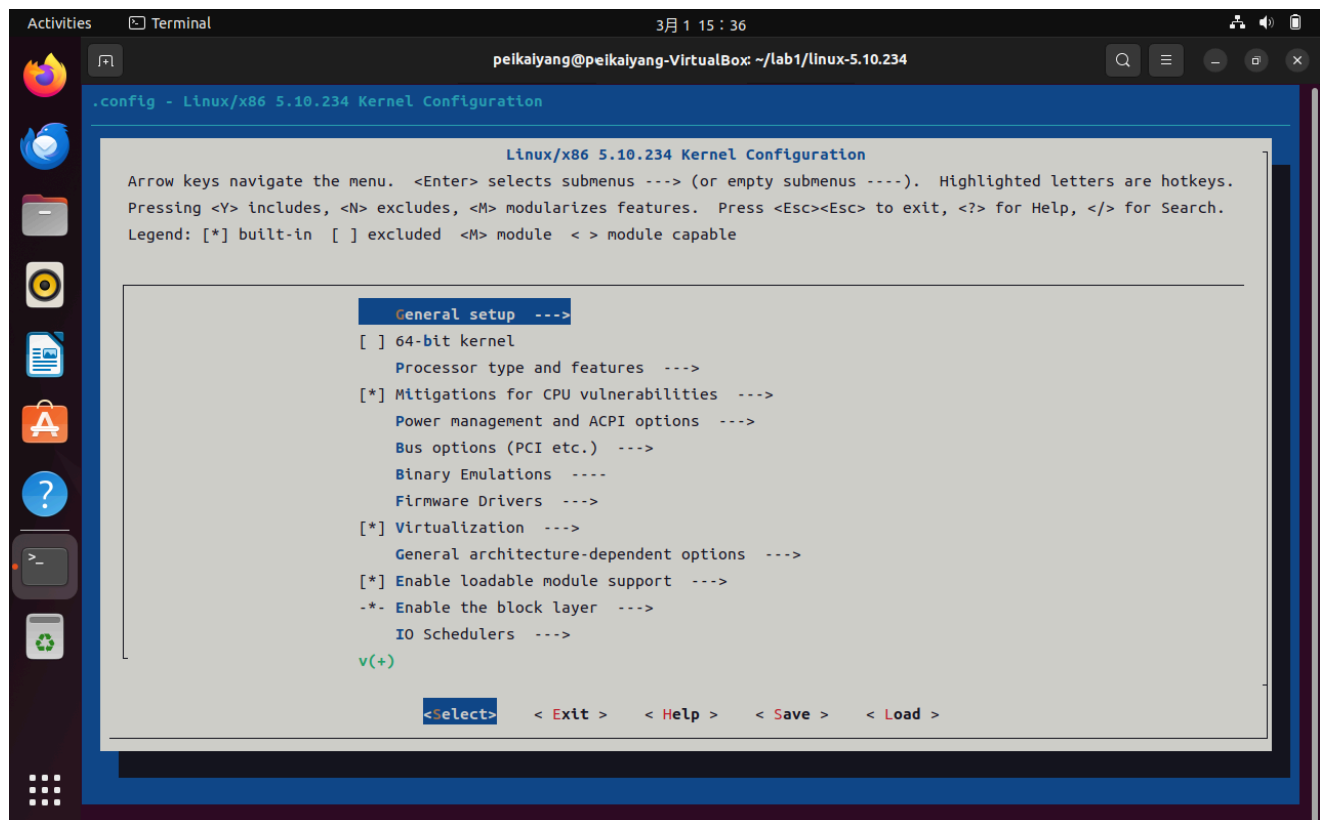 Activities Terminal 3月 1 15：36
peikaiyang@peikaiyang-VirtualBox: ~/lab1/linux-5.10.234
.config - Linux/x86 5.10.234 Kernel Configuration
Linux/x86 5.10.234 Kernel Configuration
Arrow keys navigate the menu. <Enter> selects submenus ---> (or empty submenus ----). Highlighted letters are hotkeys.
Pressing <Y> includes, <N> excludes, <M> modularizes features. Press <Esc><Esc> to exit, <?> for Help, </> for Search.
Legend: [*] built-in [ ] excluded <M> module < > module capable
General setup --->
[ ] 64-bit kernel
Processor type and features --->
[*] Mitigations for CPU vulnerabilities --->
Power management and ACPI options --->
Bus options (PCI etc.) --->
Binary Emulations ----
Firmware Drivers --->
[*] Virtualization --->
General architecture-dependent options --->
[*] Enable loadable module support --->
-*- Enable the block layer --->
IO Schedulers --->
v(+)
<Select> < Exit > < Help > < Save > < Load >